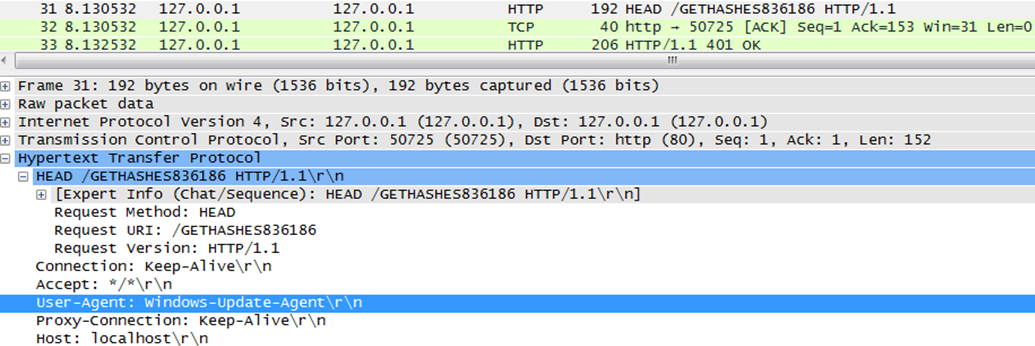 31 8.130532 127.0.0.1 127.0.0.1 HTTP 192 HEAD /GETHASHES836186 HTTP/1.1
32 8.130532 127.0.0.1 127.0.0.1 TCP 40 http → 50725 [ACK] Seq=1 Ack=153 Win=31 Len=0
33 8.132532 127.0.0.1 127.0.0.1 HTTP 206 HTTP/1.1 401 OK
Frame 31: 192 bytes on wire (1536 bits), 192 bytes captured (1536 bits)
Raw packet data
Internet Protocol Version 4, Src: 127.0.0.1 (127.0.0.1), Dst: 127.0.0.1 (127.0.0.1)
Transmission Control Protocol, Src Port: 50725 (50725), Dst Port: http (80), Seq: 1, Ack: 1, Len: 152
Hypertext Transfer Protocol
HEAD /GETHASHES836186 HTTP/1.1\r\n
[Expert Info (Chat/Sequence): HEAD /GETHASHES836186 HTTP/1.1\r\n]
Request Method: HEAD
Request URI: /GETHASHES836186
Request Version: HTTP/1.1
Connection: Keep-Alive\r\n
Accept: */*\r\n
User-Agent: Windows-Update-Agent\r\n
Proxy-Connection: Keep-Alive\r\n
Host: localhost\r\n